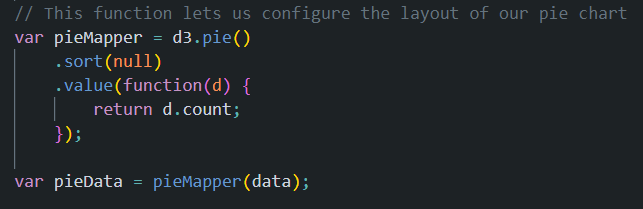 // This function lets us configure the layout of our pie chart
var pieMapper = d3.pie()
    .sort(null)
    .value(function(d) {
        return d.count;
    });

var pieData = pieMapper(data);